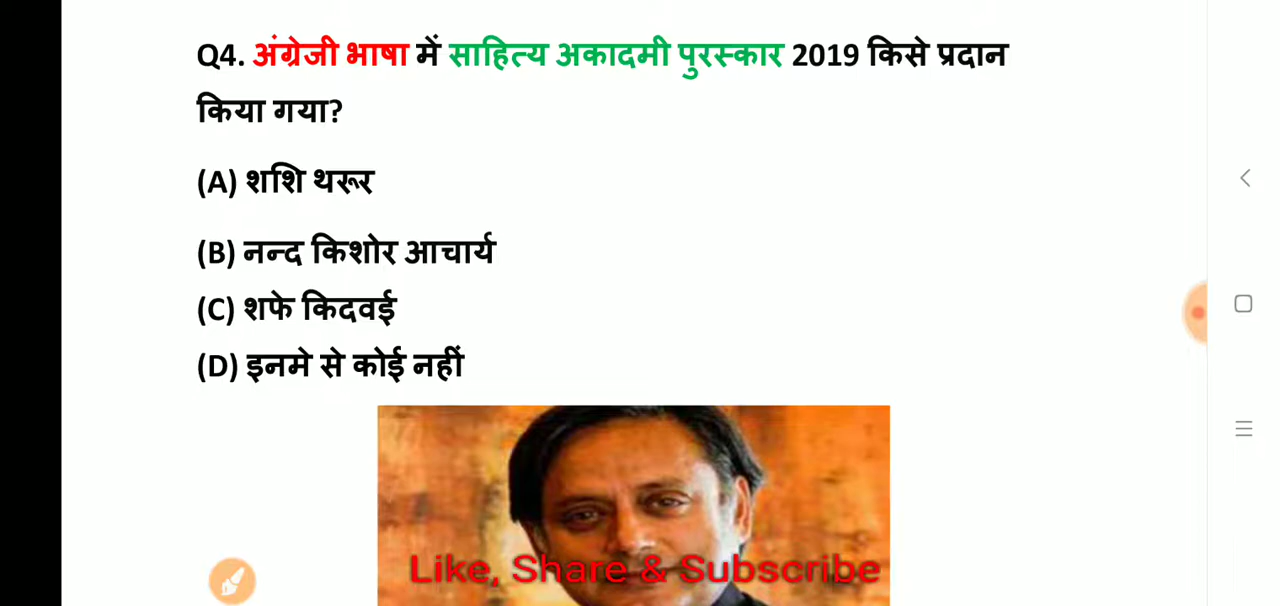 Q4. अंग्रेजी भाषा में साहित्य अकादमी पुरस्कार 2019 किसे प्रदान
किया गया?
(A) शशि थरूर
(B) नन्द किशोर आचार्य
(C) शफे किदवई
(D) इनमे से कोई नहीं
Like, Share & Subscribe